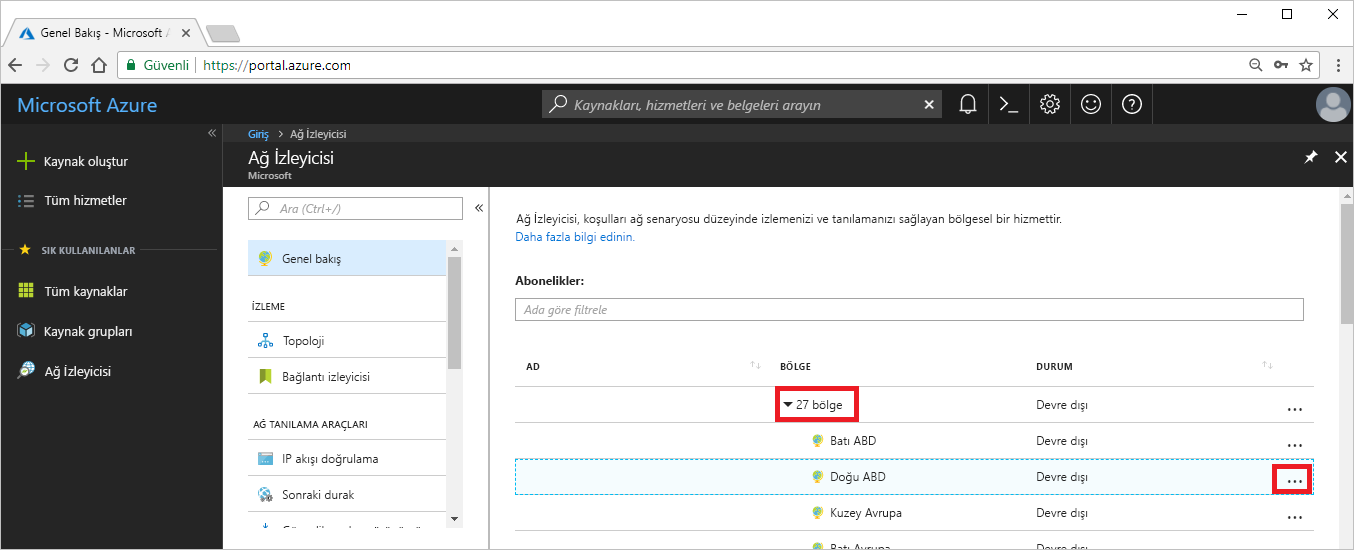 Genel Bakış - Microsoft A
Güvenli
https://portal.azure.com
Microsoft Azure
Kaynakları, hizmetleri ve belgeleri arayın
Kaynak oluştur
Tüm hizmetler
SIK KULLANILANLAR
Tüm kaynaklar
Kaynak grupları
Ağ İzleyicisi
Giriş > Ağ İzleyicisi
Ağ İzleyicisi
Microsoft
Ara (Ctrl+/)
Genel bakış
İZLEME
Topoloji
Bağlantı izleyicisi
AĞ TANILAMA ARAÇLARI
IP akışı doğrulama
Sonraki durak
Ağ İzleyicisi, koşulları ağ senaryosu düzeyinde izlemenizi ve tanılamanızı sağlayan bölgesel bir hizmettir.
Daha fazla bilgi edinin.
Abonelikler:
Ada göre filtrele
AD BÖLGE DURUM
27 bölge Devre dışı ...
Batı ABD Devre dışı ...
Doğu ABD Devre dışı ...
Kuzey Avrupa Devre dışı ...
Batı Avrupa Devre dışı